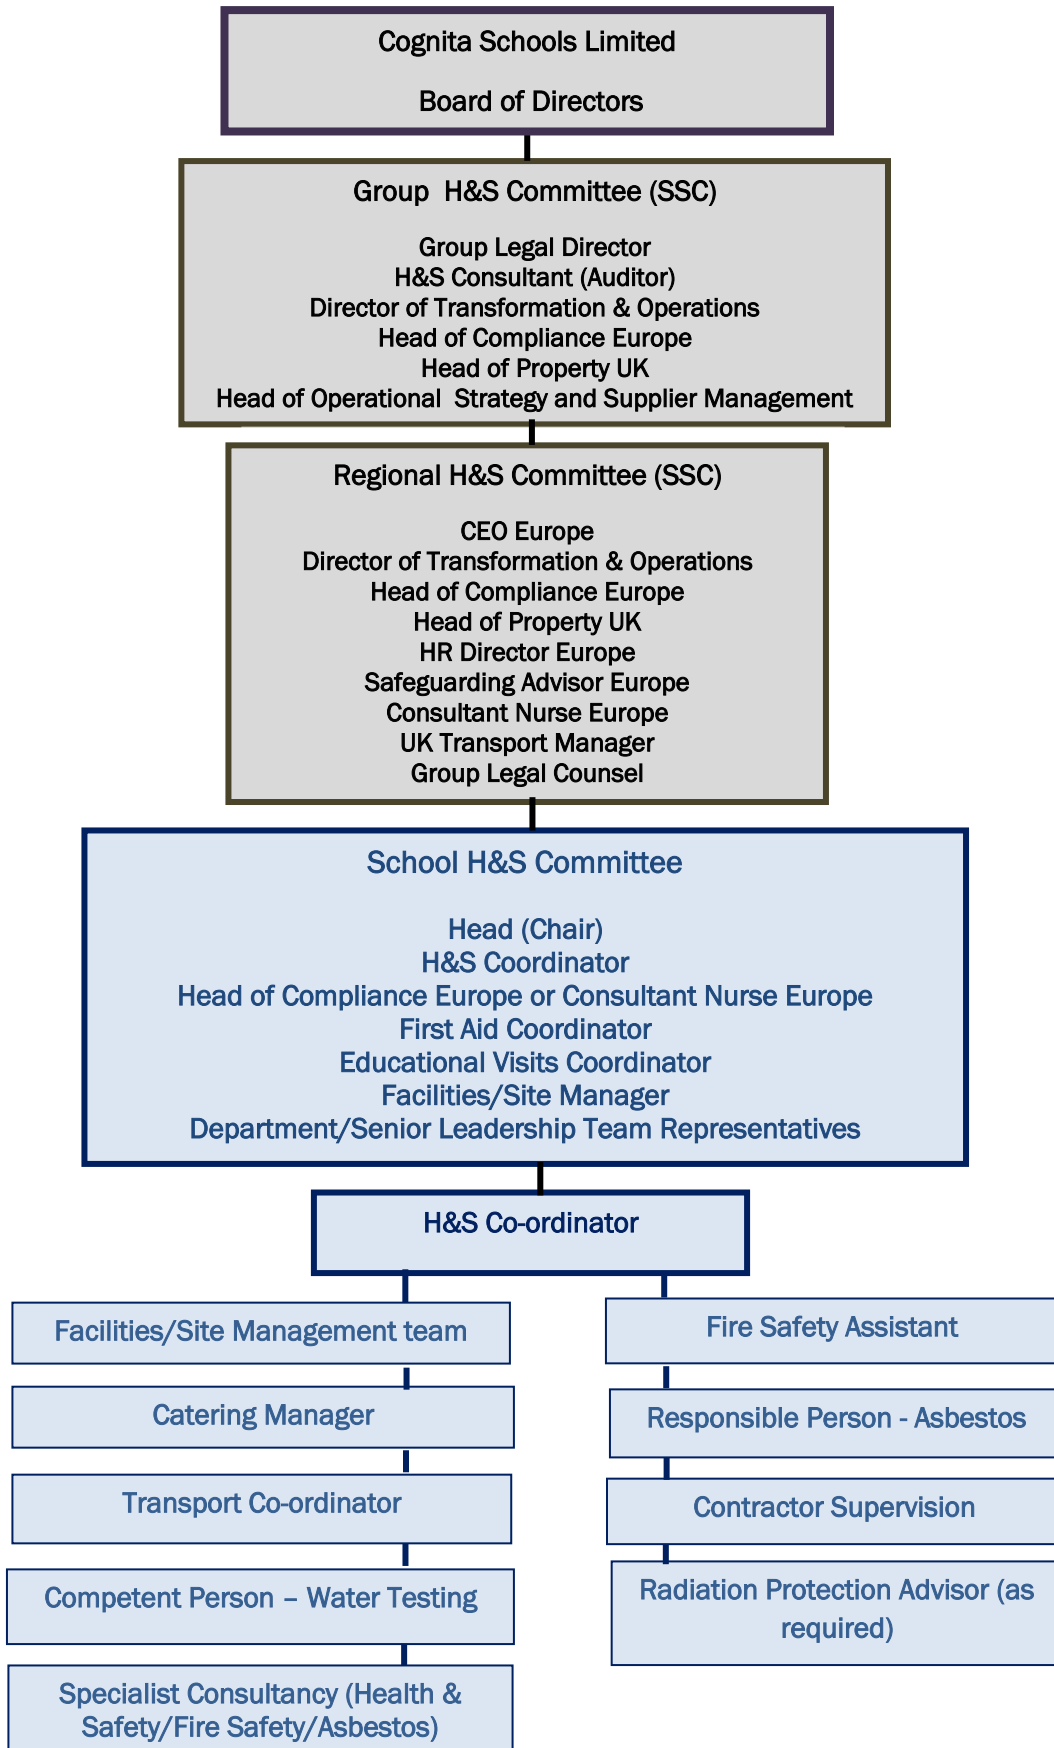 Cognita Schools Limited
Board of Directors
Group H&S Committee (SSC)
Group Legal Director
H&S Consultant (Auditor)
Director of Transformation & Operations
Head of Compliance Europe
Head of Property UK
Head of Operational Strategy and Supplier Management
Regional H&S Committee (SSC)
CEO Europe
Director of Transformation & Operations
Head of Compliance Europe
Head of Property UK
HR Director Europe
Safeguarding Advisor Europe
Consultant Nurse Europe
UK Transport Manager
Group Legal Counsel
School H&S Committee
Head (Chair)
H&S Coordinator
Head of Compliance Europe or Consultant Nurse Europe
First Aid Coordinator
Educational Visits Coordinator
Facilities/Site Manager
Department/Senior Leadership Team Representatives
H&S Co-ordinator
Facilities/Site Management team
Catering Manager
Transport Co-ordinator
Competent Person – Water Testing
Specialist Consultancy (Health &
Safety/Fire Safety/Asbestos)
Fire Safety Assistant
Responsible Person - Asbestos
Contractor Supervision
Radiation Protection Advisor (as
required)